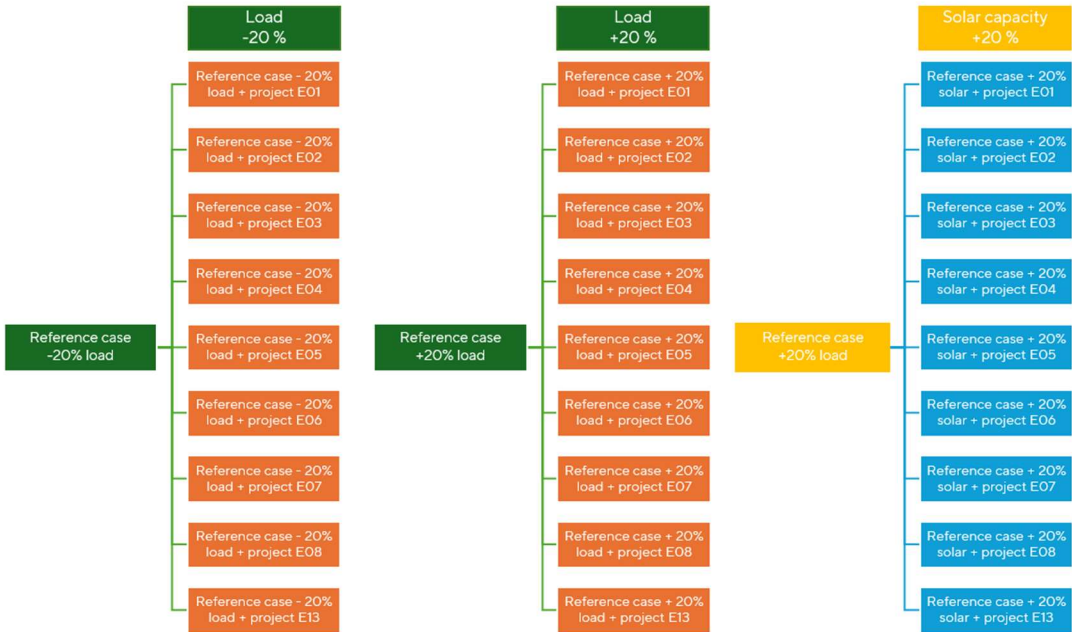 Load
-20 %
Reference case - 20%
load + project E01
Reference case - 20%
load + project E02
Reference case - 20%
load + project E03
Reference case - 20%
load + project E04
Reference case
-20% load
Reference case - 20%
load + project E05
Reference case - 20%
load + project E06
Reference case - 20%
load + project E07
Reference case - 20%
load + project E08
Reference case - 20%
load + project E13
Load
+20 %
Reference case + 20%
load + project E01
Reference case + 20%
load + project E02
Reference case + 20%
load + project E03
Reference case + 20%
load + project E04
Reference case
+20% load
Reference case + 20%
load + project E05
Reference case + 20%
load + project E06
Reference case + 20%
load + project E07
Reference case + 20%
load + project E08
Reference case + 20%
load + project E13
Solar capacity
+20 %
Reference case + 20%
solar + project E01
Reference case + 20%
solar + project E02
Reference case + 20%
solar + project E03
Reference case + 20%
solar + project E04
Reference case
+20% load
Reference case + 20%
solar + project E05
Reference case + 20%
solar + project E06
Reference case + 20%
solar + project E07
Reference case + 20%
solar + project E08
Reference case + 20%
solar + project E13